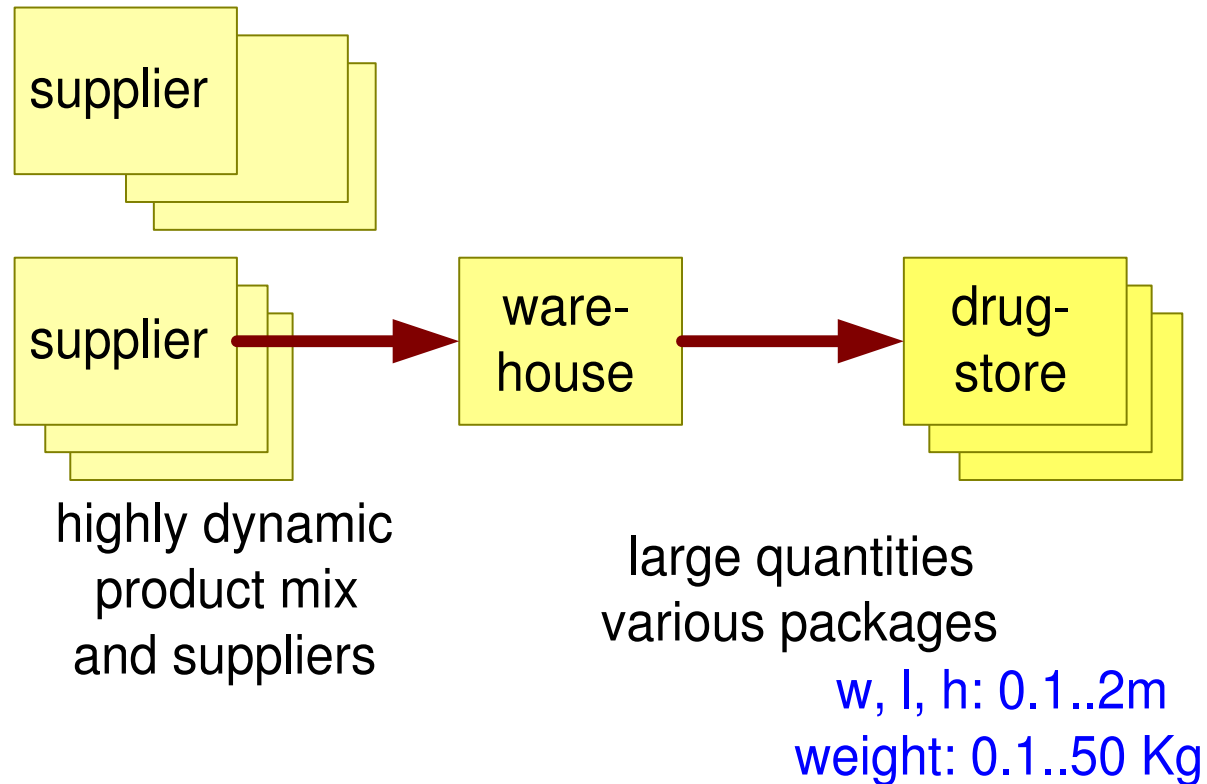 supplier
supplier
ware-
house
drug-
store
highly dynamic
product mix
and suppliers
large quantities
various packages
w, l, h: 0.1..2m
weight: 0.1..50 Kg